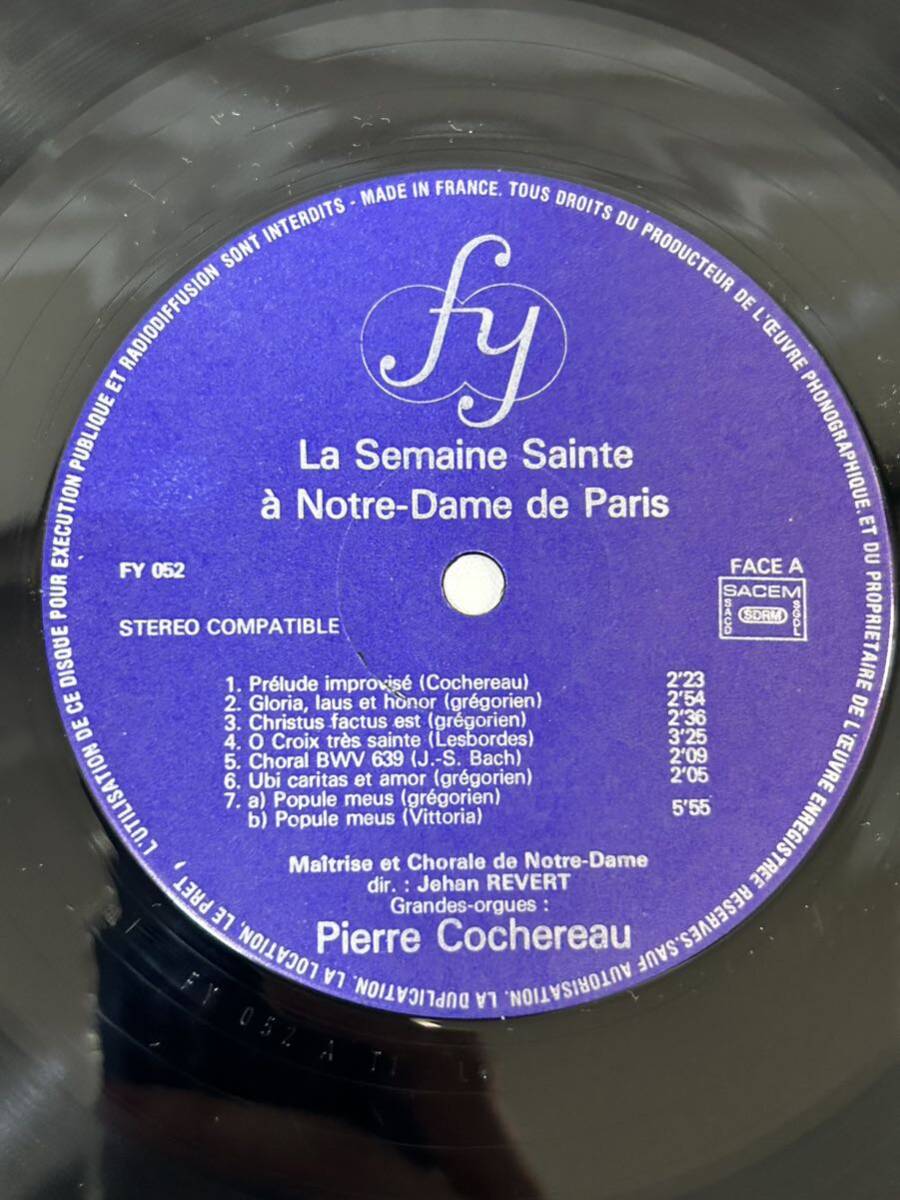 L'UTILISATION DE CE DISQUE POUR EXECUTION PUBLIQUE ET RADIODIFFUSION SONT INTERDITS - MADE IN FRANCE. TOUS DROITS DU PRODUCTEUR DE L'ŒUVRE PHONOGRAPHIQUE. ET DU PROPRIETAIRE DE L'ŒUVRE ENREGISTREE RESERVES. SAUF AUTORISATION. LA DUPLICATION. LA LOCATION. LE PRET,
fy
La Semaine Sainte
à Notre-Dame de Paris
FY 052
FACE A
STEREO COMPATIBLE
SACEM
SACD
SDRM
SGDL
1. Prélude improvisé (Cochereau) 2'23
2. Gloria, laus et honor (grégorien) 2'54
3. Christus factus est (grégorien) 2'36
4. O Croix très sainte (Lesbordes) 3'25
5. Choral BWV 639 (J.-S. Bach) 2'09
6. Ubi caritas et amor (grégorien) 2'05
7. a) Popule meus (grégorien) 5'55
b) Popule meus (Vittoria)
Maîtrise et Chorale de Notre-Dame
dir. : Jehan REVERT
Grandes-orgues :
Pierre Cochereau
FY 052 A T1